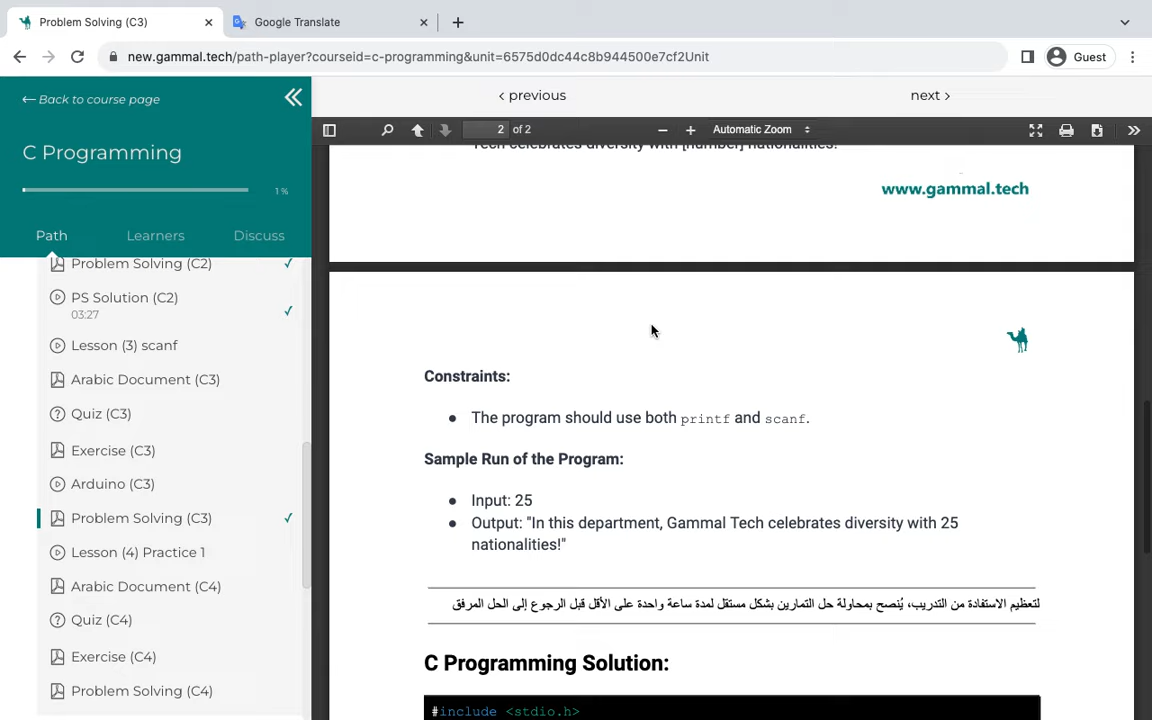 Problem Solving (C3)
Google Translate
new.gammal.tech/path-player?courseid=c-programming&unit=6575d0dc44c8b944500e7cf2Unit
Guest
Back to course page
C Programming
1 %
Path Learners Discuss
Problem Solving (C2)
PS Solution (C2)
03:27
Lesson (3) scanf
Arabic Document (C3)
Quiz (C3)
Exercise (C3)
Arduino (C3)
Problem Solving (C3)
Lesson (4) Practice 1
Arabic Document (C4)
Quiz (C4)
Exercise (C4)
Problem Solving (C4)
< previous
next >
2 of 2
Automatic Zoom
Tech celebrates diversity with [number] nationalities!"
www.gammal.tech
Constraints:
● The program should use both printf and scanf.
Sample Run of the Program:
● Input: 25
● Output: "In this department, Gammal Tech celebrates diversity with 25
nationalities!"
لتعظيم الاستفادة من التدريب، يُنصح بمحاولة حل التمارين بشكل مستقل لمدة ساعة واحدة على الأقل قبل الرجوع إلى الحل المرفق
C Programming Solution:
#include <stdio.h>